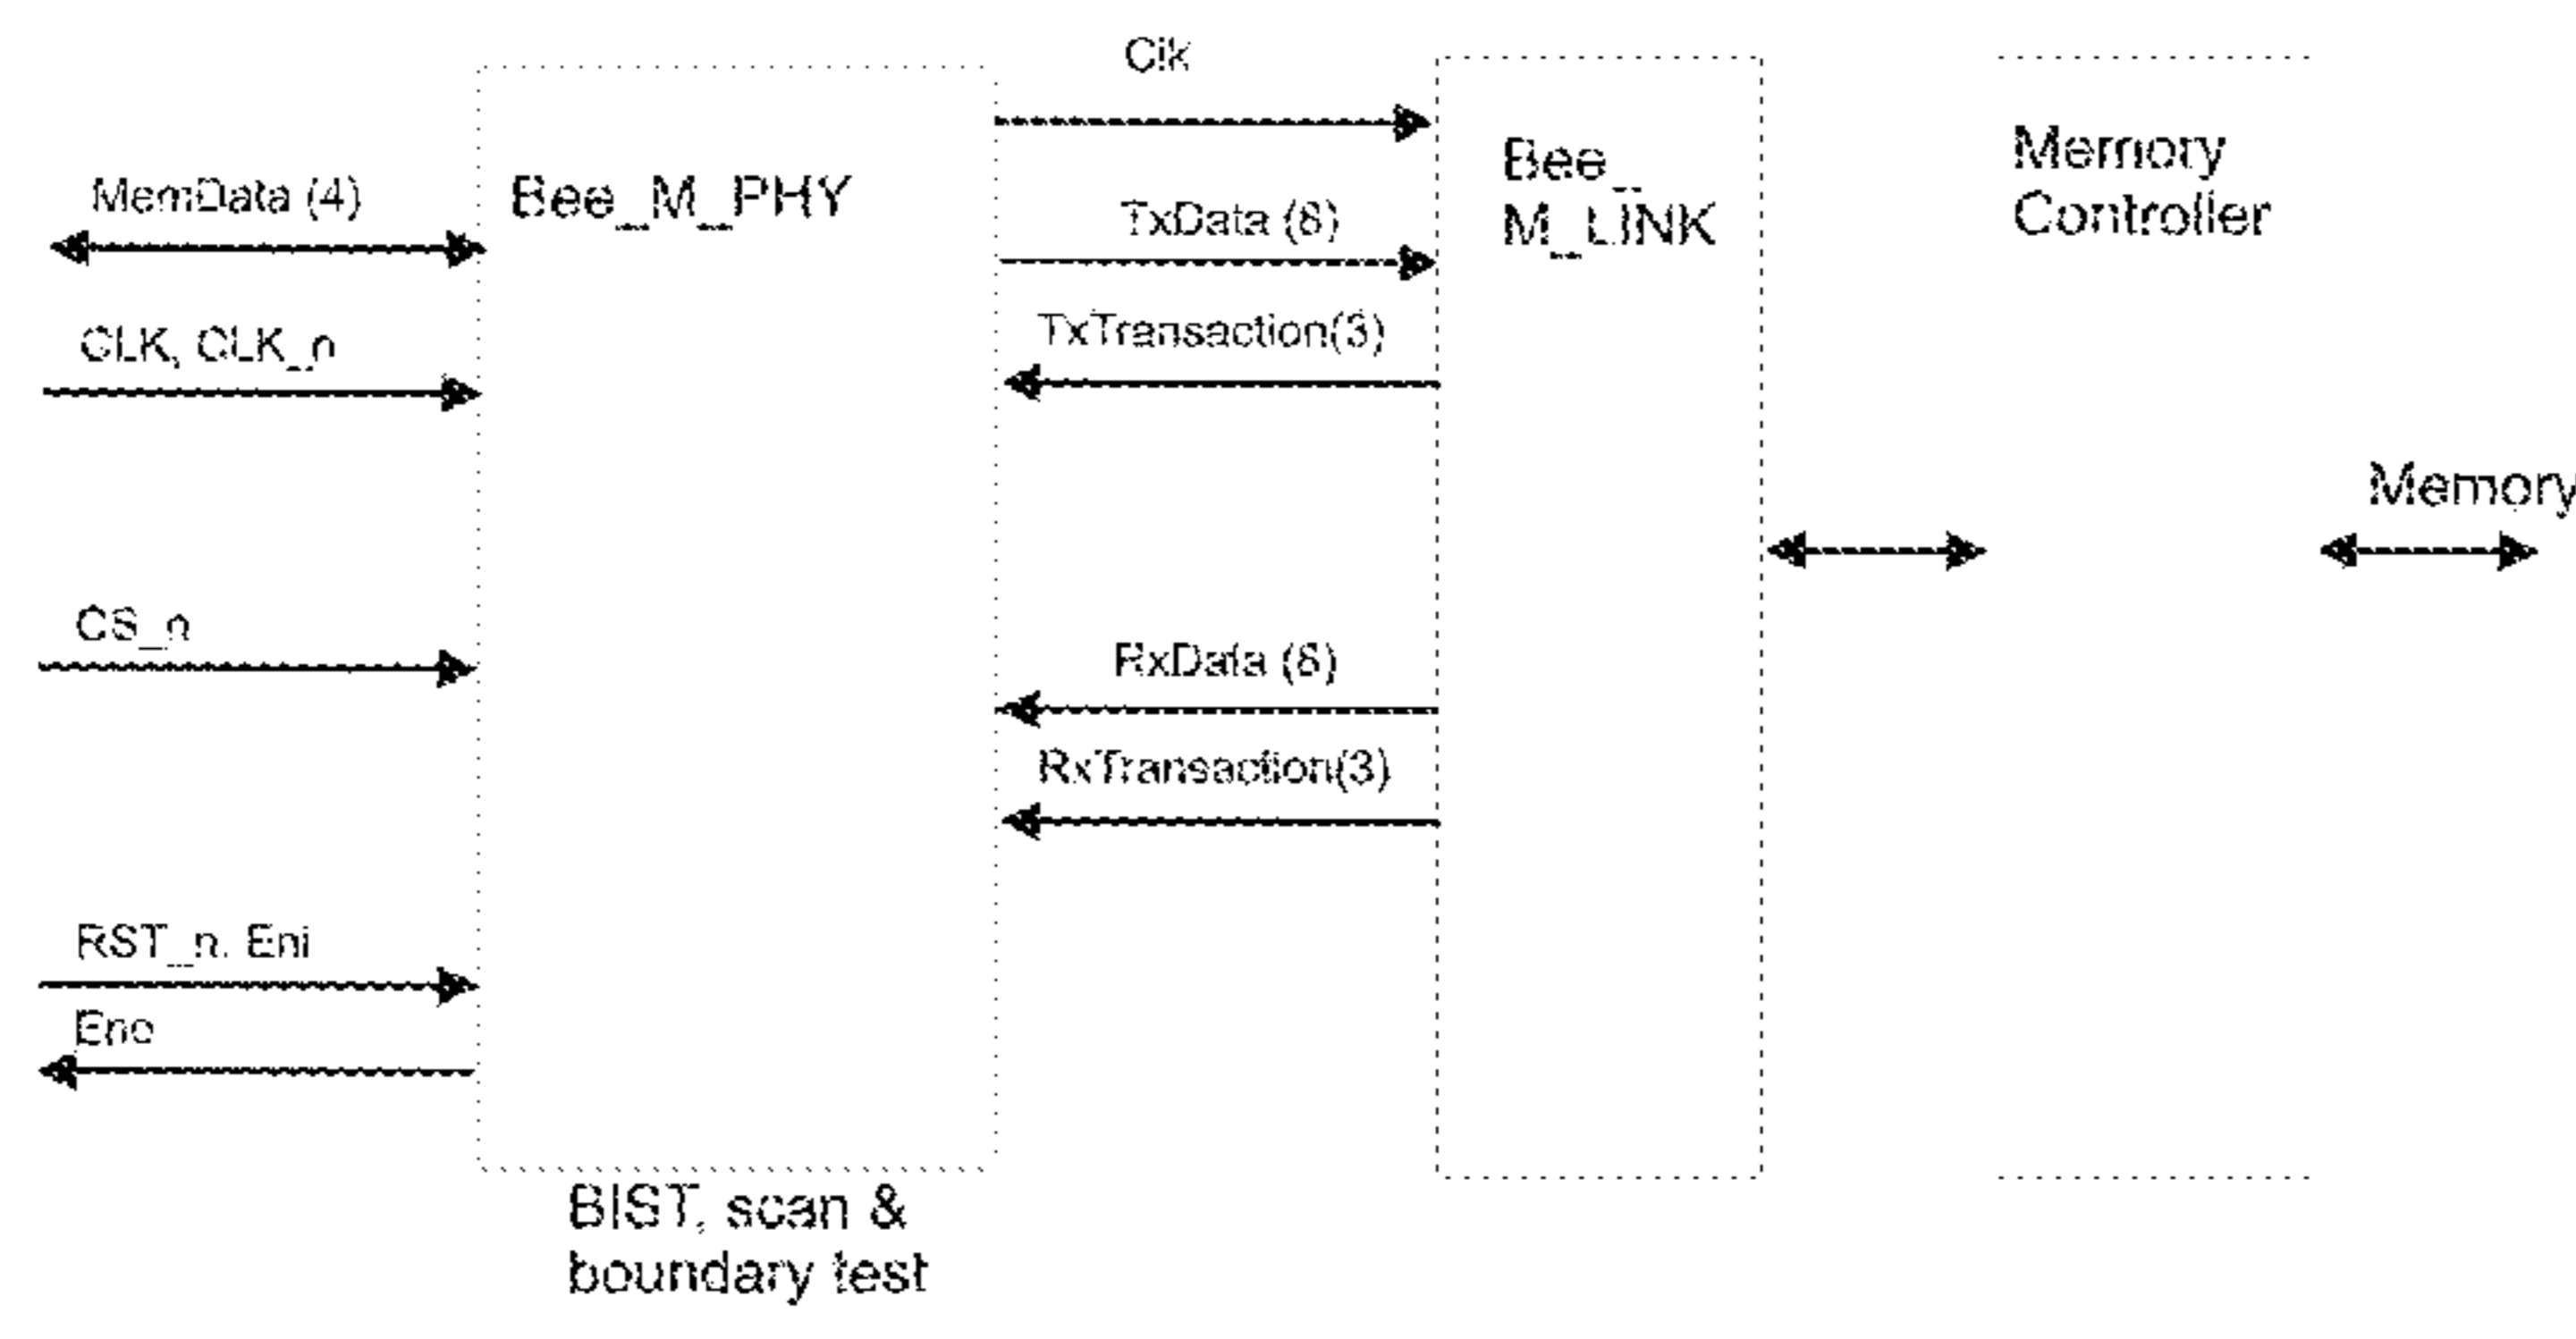 Clk
MemData (4)
Bee_M_PHY
TxData (8)
Bee_
M_LINK
Memory
Controller
TxTransaction(3)
CLK, CLK_n
Memory
CS_n
RxData (8)
RxTransaction(3)
RST_n, Eni
Eno
BIST, scan &
boundary test